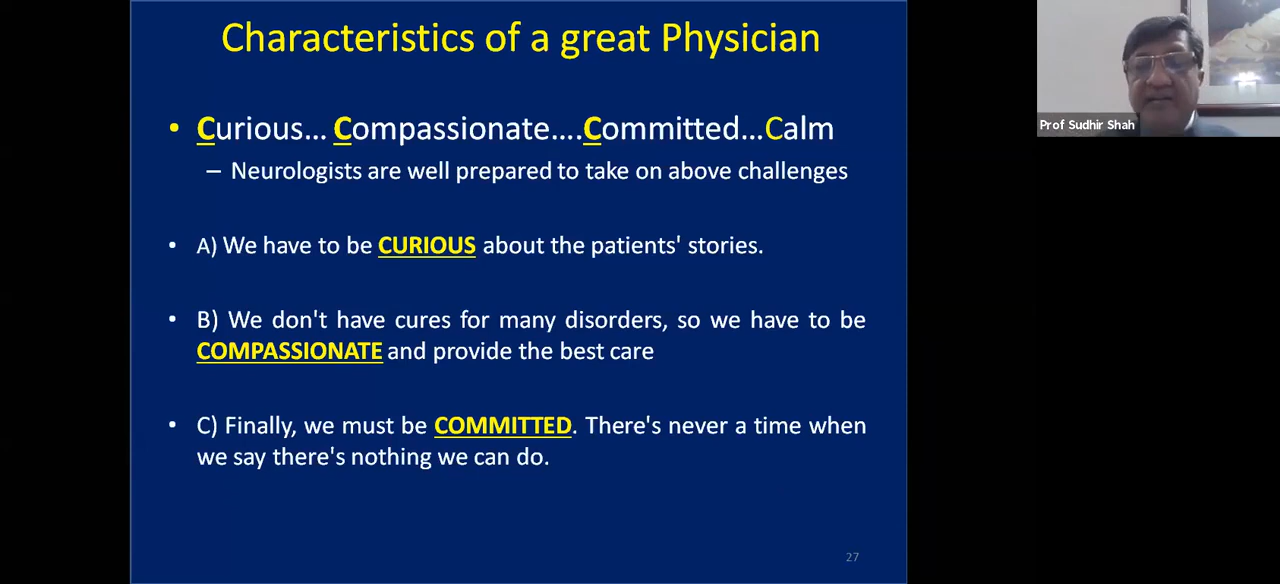 Characteristics of a great Physician
• Curious... Compassionate....Committed...Calm
– Neurologists are well prepared to take on above challenges
• A) We have to be CURIOUS about the patients' stories.
• B) We don't have cures for many disorders, so we have to be
COMPASSIONATE and provide the best care
• C) Finally, we must be COMMITTED. There's never a time when
we say there's nothing we can do.
27
Prof Sudhir Shah